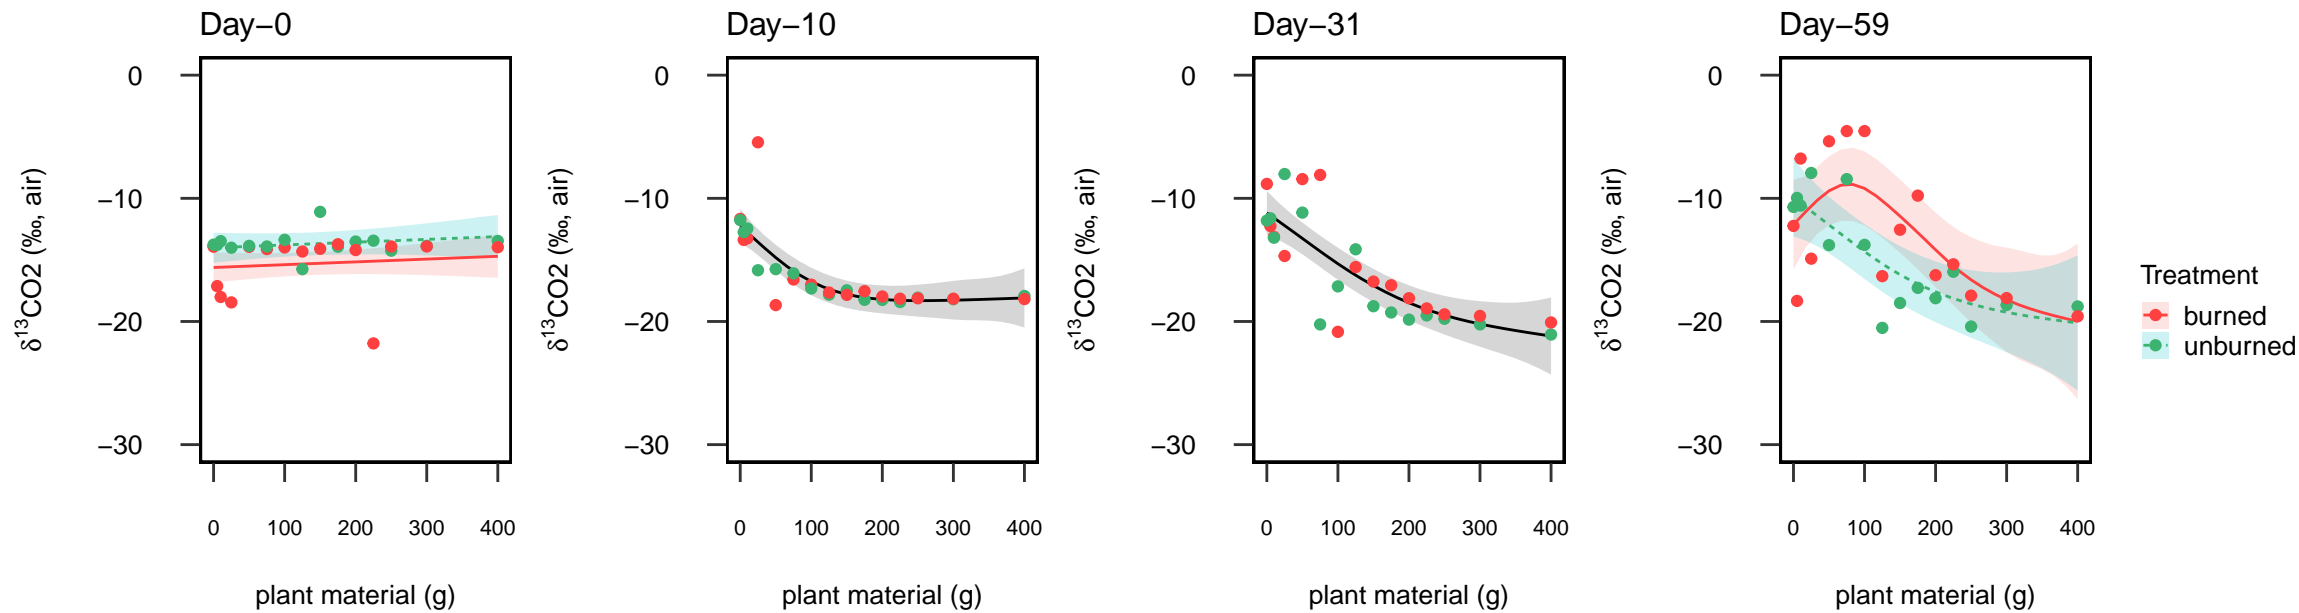 Day−0
Day−10
Day−31
Day−59
0
−10
−20
−30
δ¹³CO2 (‰, air)
0
100
200
300
400
plant material (g)
0
−10
−20
−30
δ¹³CO2 (‰, air)
0
100
200
300
400
plant material (g)
0
−10
−20
−30
δ¹³CO2 (‰, air)
0
100
200
300
400
plant material (g)
0
−10
−20
−30
δ¹³CO2 (‰, air)
0
100
200
300
400
plant material (g)
Treatment
burned
unburned